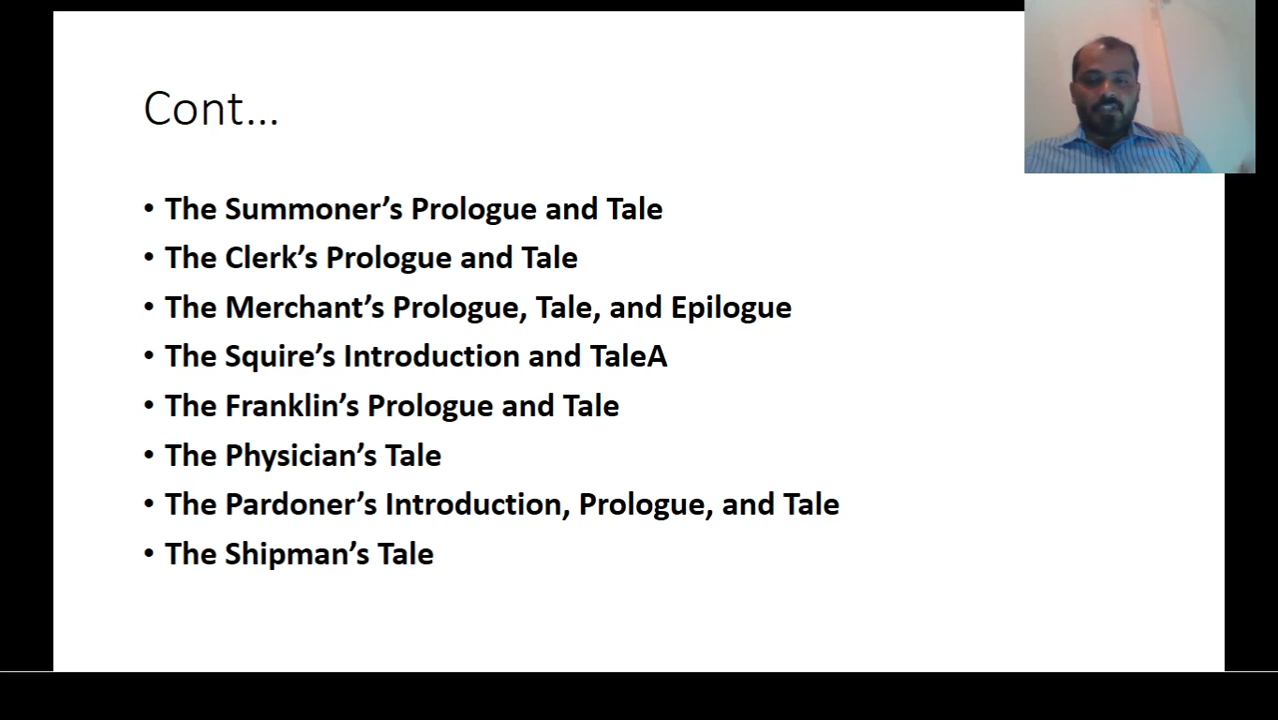 Cont...
• The Summoner’s Prologue and Tale
• The Clerk’s Prologue and Tale
• The Merchant’s Prologue, Tale, and Epilogue
• The Squire’s Introduction and TaleA
• The Franklin’s Prologue and Tale
• The Physician’s Tale
• The Pardoner’s Introduction, Prologue, and Tale
• The Shipman’s Tale